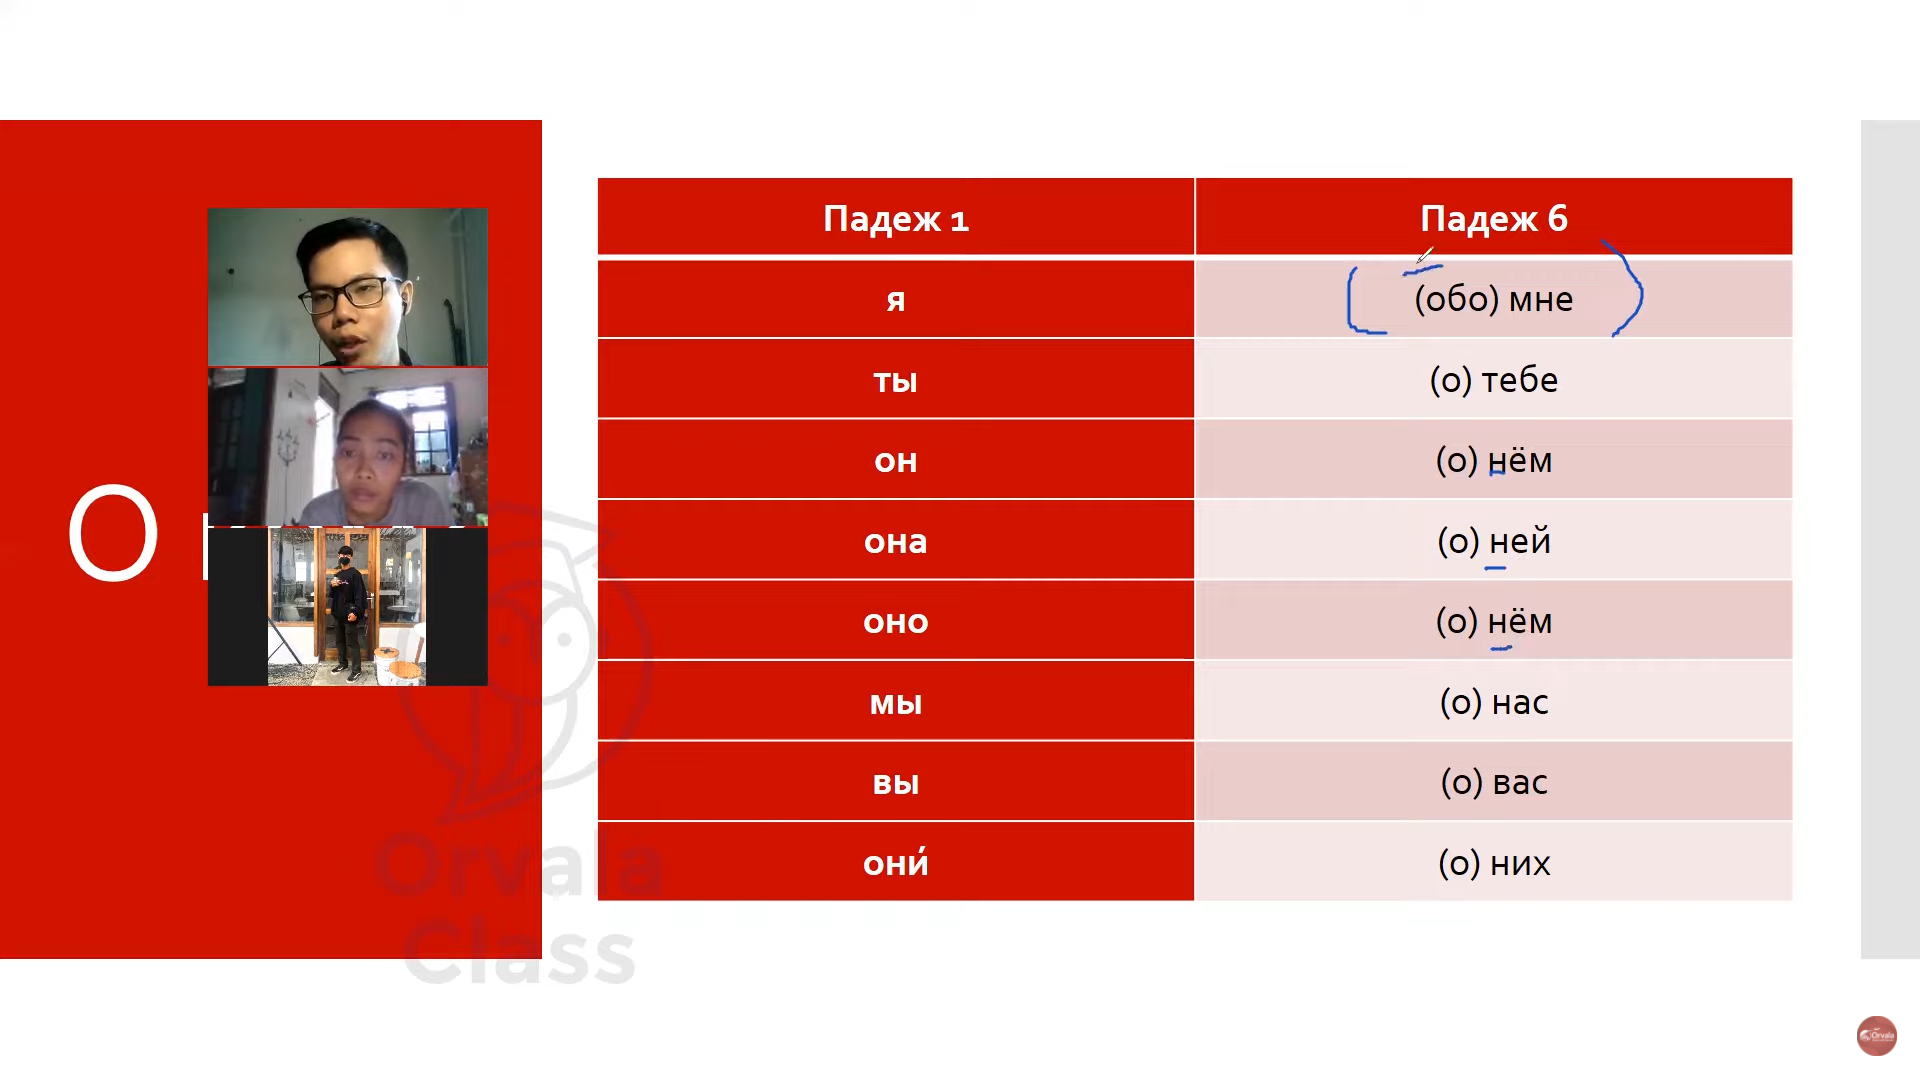 О
Падеж 1 Падеж 6
я (обо) мне
ты (о) тебе
он (о) нём
она (о) ней
оно (о) нём
мы (о) нас
вы (о) вас
они́ (о) них
Orvala
Class
Orvala